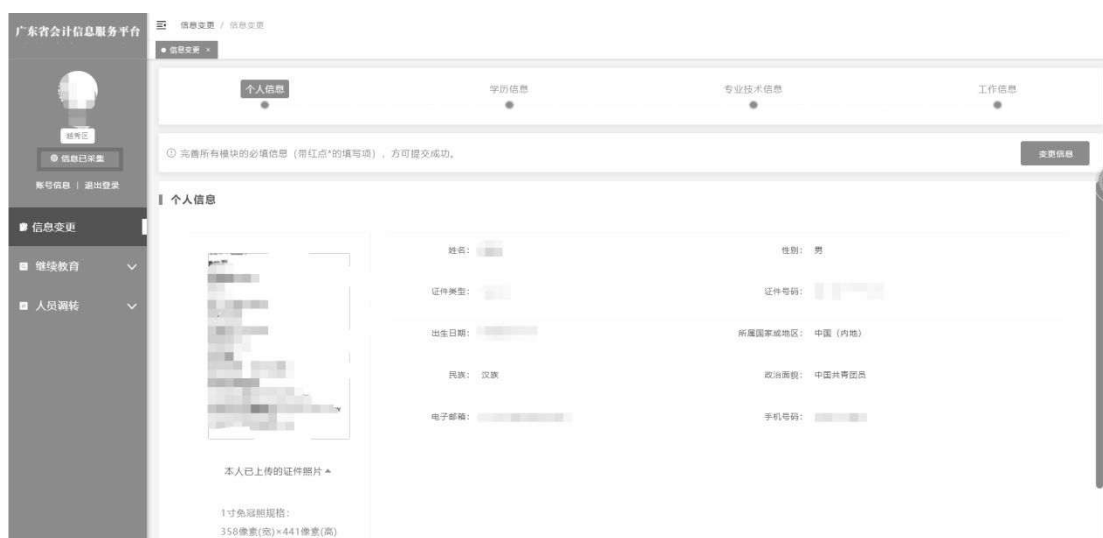 广东省会计信息服务平台
信息变更 / 信息变更
信息变更 ×
越秀区
信息已采集
账号信息 | 退出登录
信息变更
继续教育
人员调转
个人信息 学历信息 专业技术信息 工作信息
完善所有模块的必填信息（带红点*的填写项），方可提交成功。
变更信息
个人信息
姓名： 性别： 男
证件类型： 证件号码：
出生日期： 所属国家或地区： 中国（内地）
民族： 汉族 政治面貌： 中国共青团员
电子邮箱： 手机号码：
本人已上传的证件照片
1寸免冠照规格：
358像素(宽)×441像素(高)